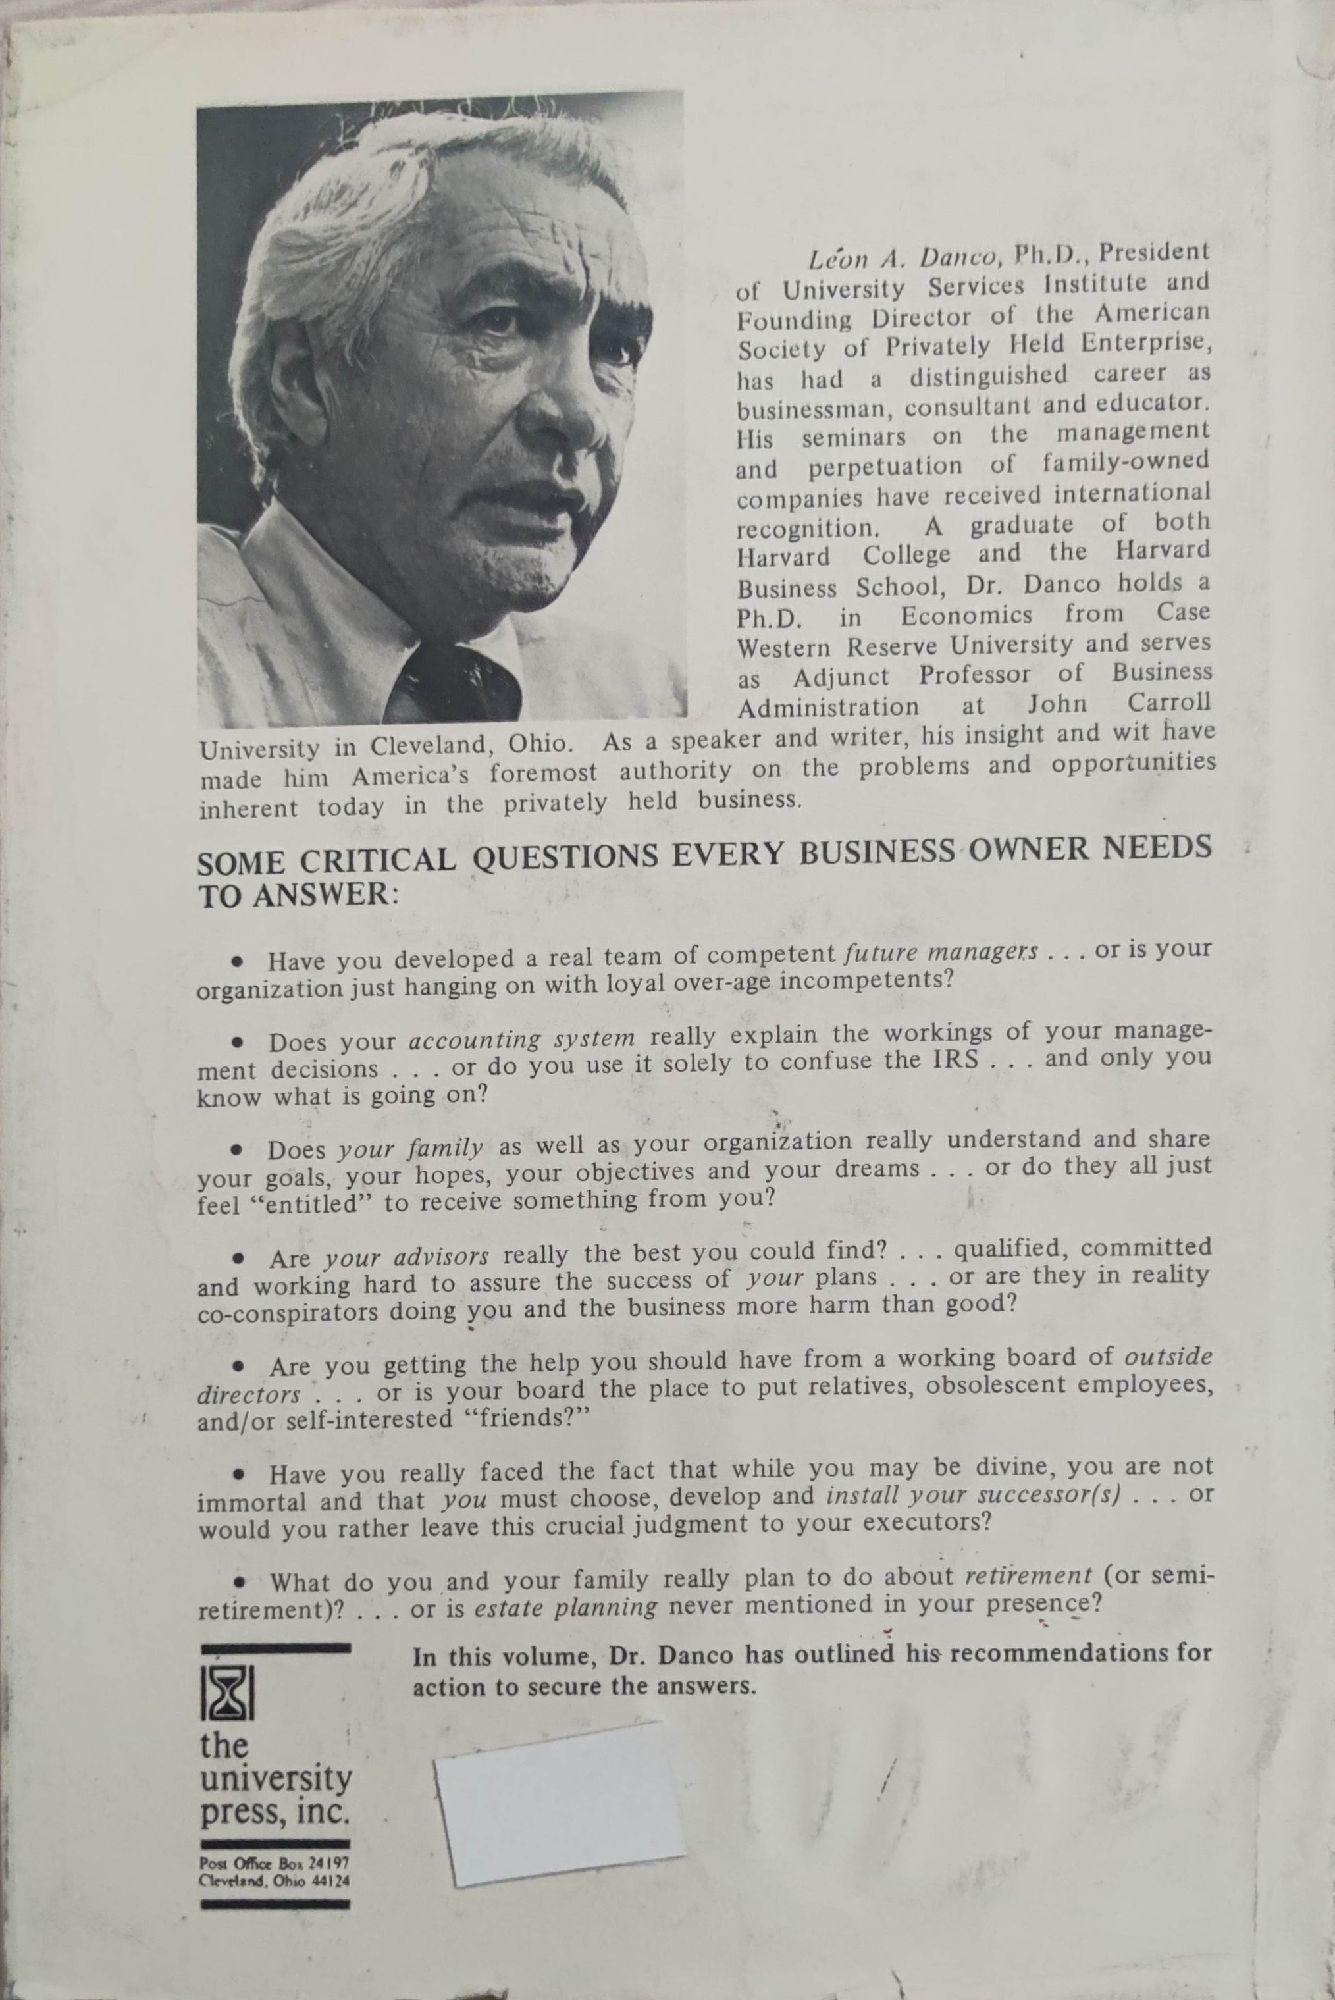 Léon A. Danco, Ph.D., President
of University Services Institute and
Founding Director of the American
Society of Privately Held Enterprise,
has had a distinguished career as
businessman, consultant and educator.
His seminars on the management
and perpetuation of family-owned
companies have received international
recognition. A graduate of both
Harvard College and the Harvard
Business School, Dr. Danco holds a
Ph.D. in Economics from Case
Western Reserve University and serves
as Adjunct Professor of Business
Administration at John Carroll
University in Cleveland, Ohio. As a speaker and writer, his insight and wit have
made him America's foremost authority on the problems and opportunities
inherent today in the privately held business.
SOME CRITICAL QUESTIONS EVERY BUSINESS OWNER NEEDS
TO ANSWER:
• Have you developed a real team of competent future managers . . . or is your
organization just hanging on with loyal over-age incompetents?
• Does your accounting system really explain the workings of your manage-
ment decisions . . . or do you use it solely to confuse the IRS . . . and only you
know what is going on?
• Does your family as well as your organization really understand and share
your goals, your hopes, your objectives and your dreams . . . or do they all just
feel “entitled” to receive something from you?
• Are your advisors really the best you could find? . . . qualified, committed
and working hard to assure the success of your plans . . . or are they in reality
co-conspirators doing you and the business more harm than good?
• Are you getting the help you should have from a working board of outside
directors . . . or is your board the place to put relatives, obsolescent employees,
and/or self-interested “friends?”
• Have you really faced the fact that while you may be divine, you are not
immortal and that you must choose, develop and install your successor(s) . . . or
would you rather leave this crucial judgment to your executors?
• What do you and your family really plan to do about retirement (or semi-
retirement)? . . . or is estate planning never mentioned in your presence?
In this volume, Dr. Danco has outlined his recommendations for
action to secure the answers.
the
university
press, inc.
Post Office Box 24197
Cleveland, Ohio 44124